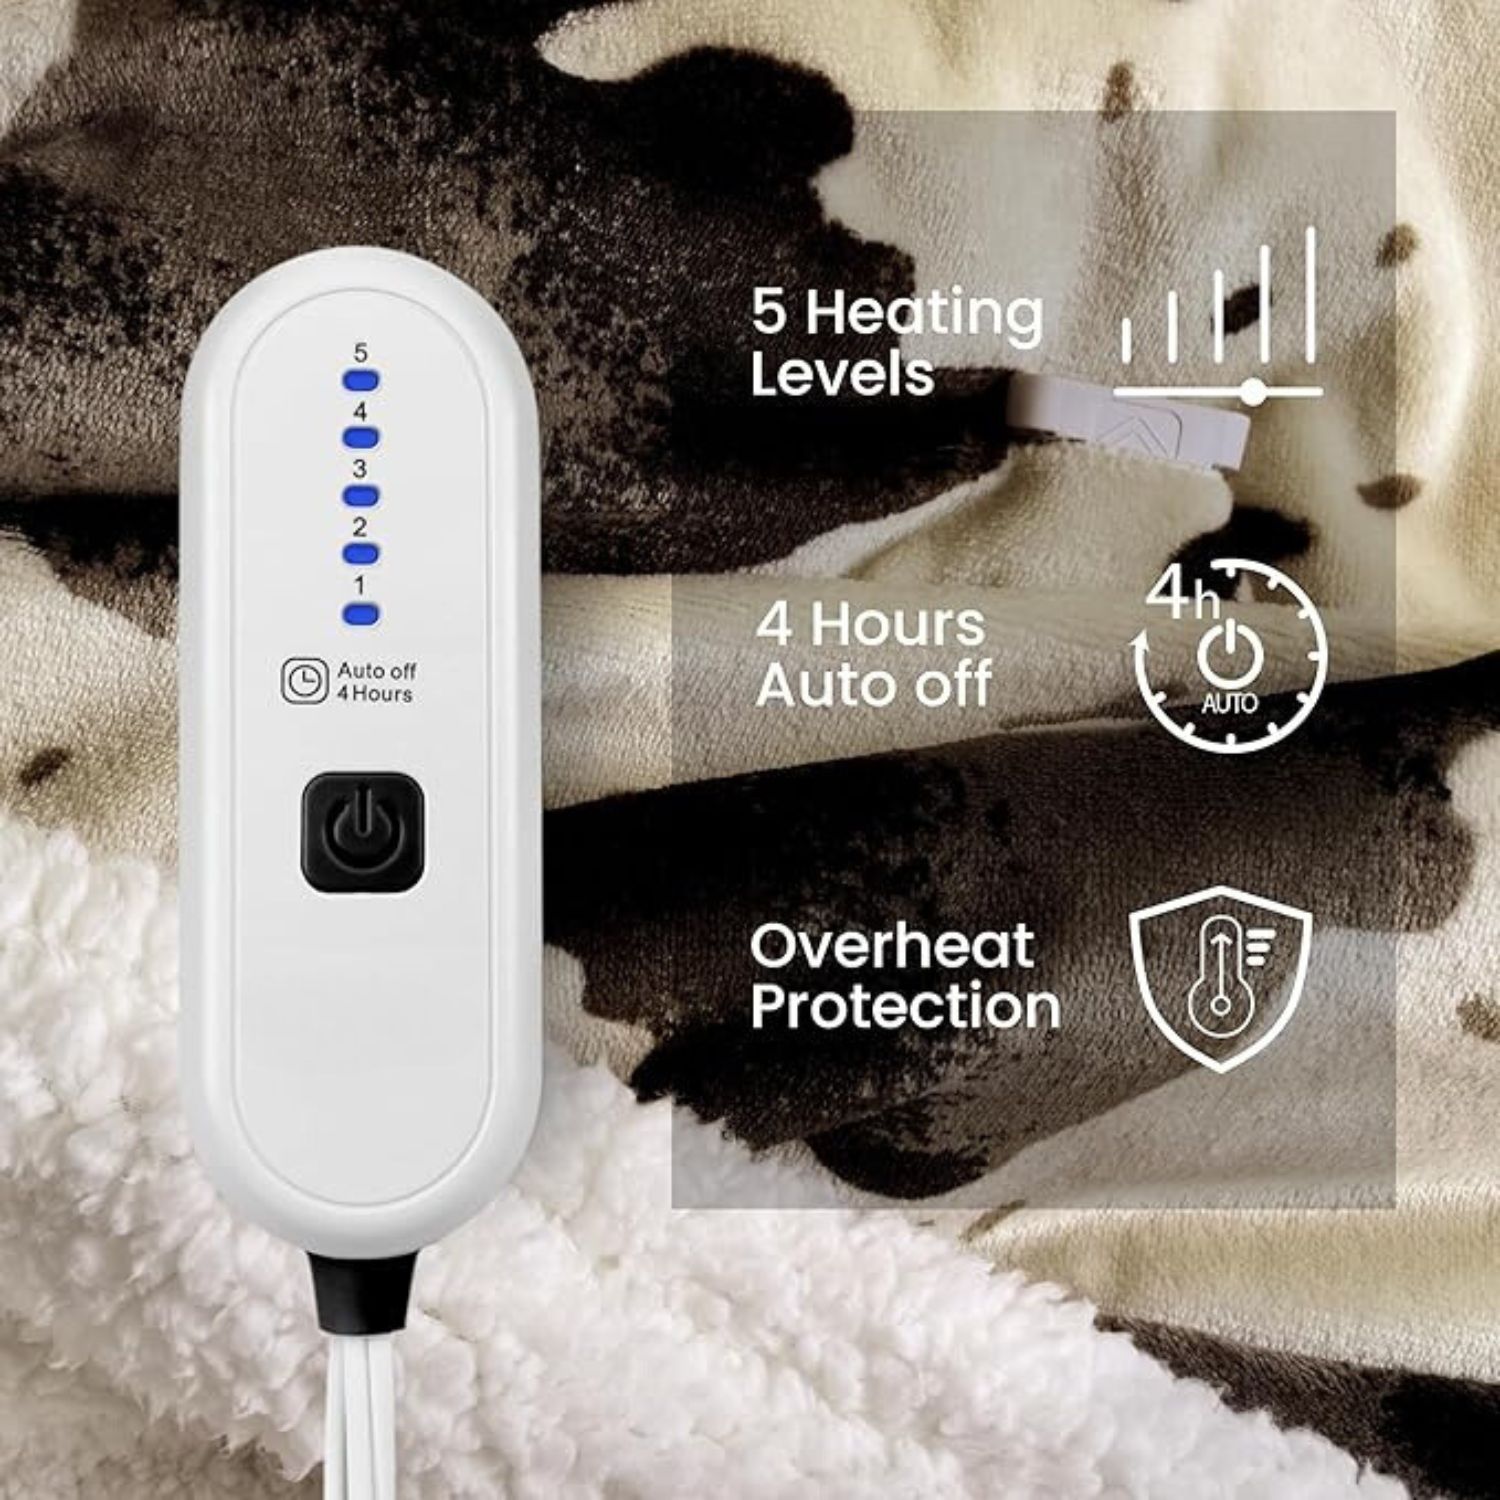 5
4
3
2
1
Auto off
4 Hours
5 Heating
Levels
4 Hours
Auto off
4h
AUTO
Overheat
Protection